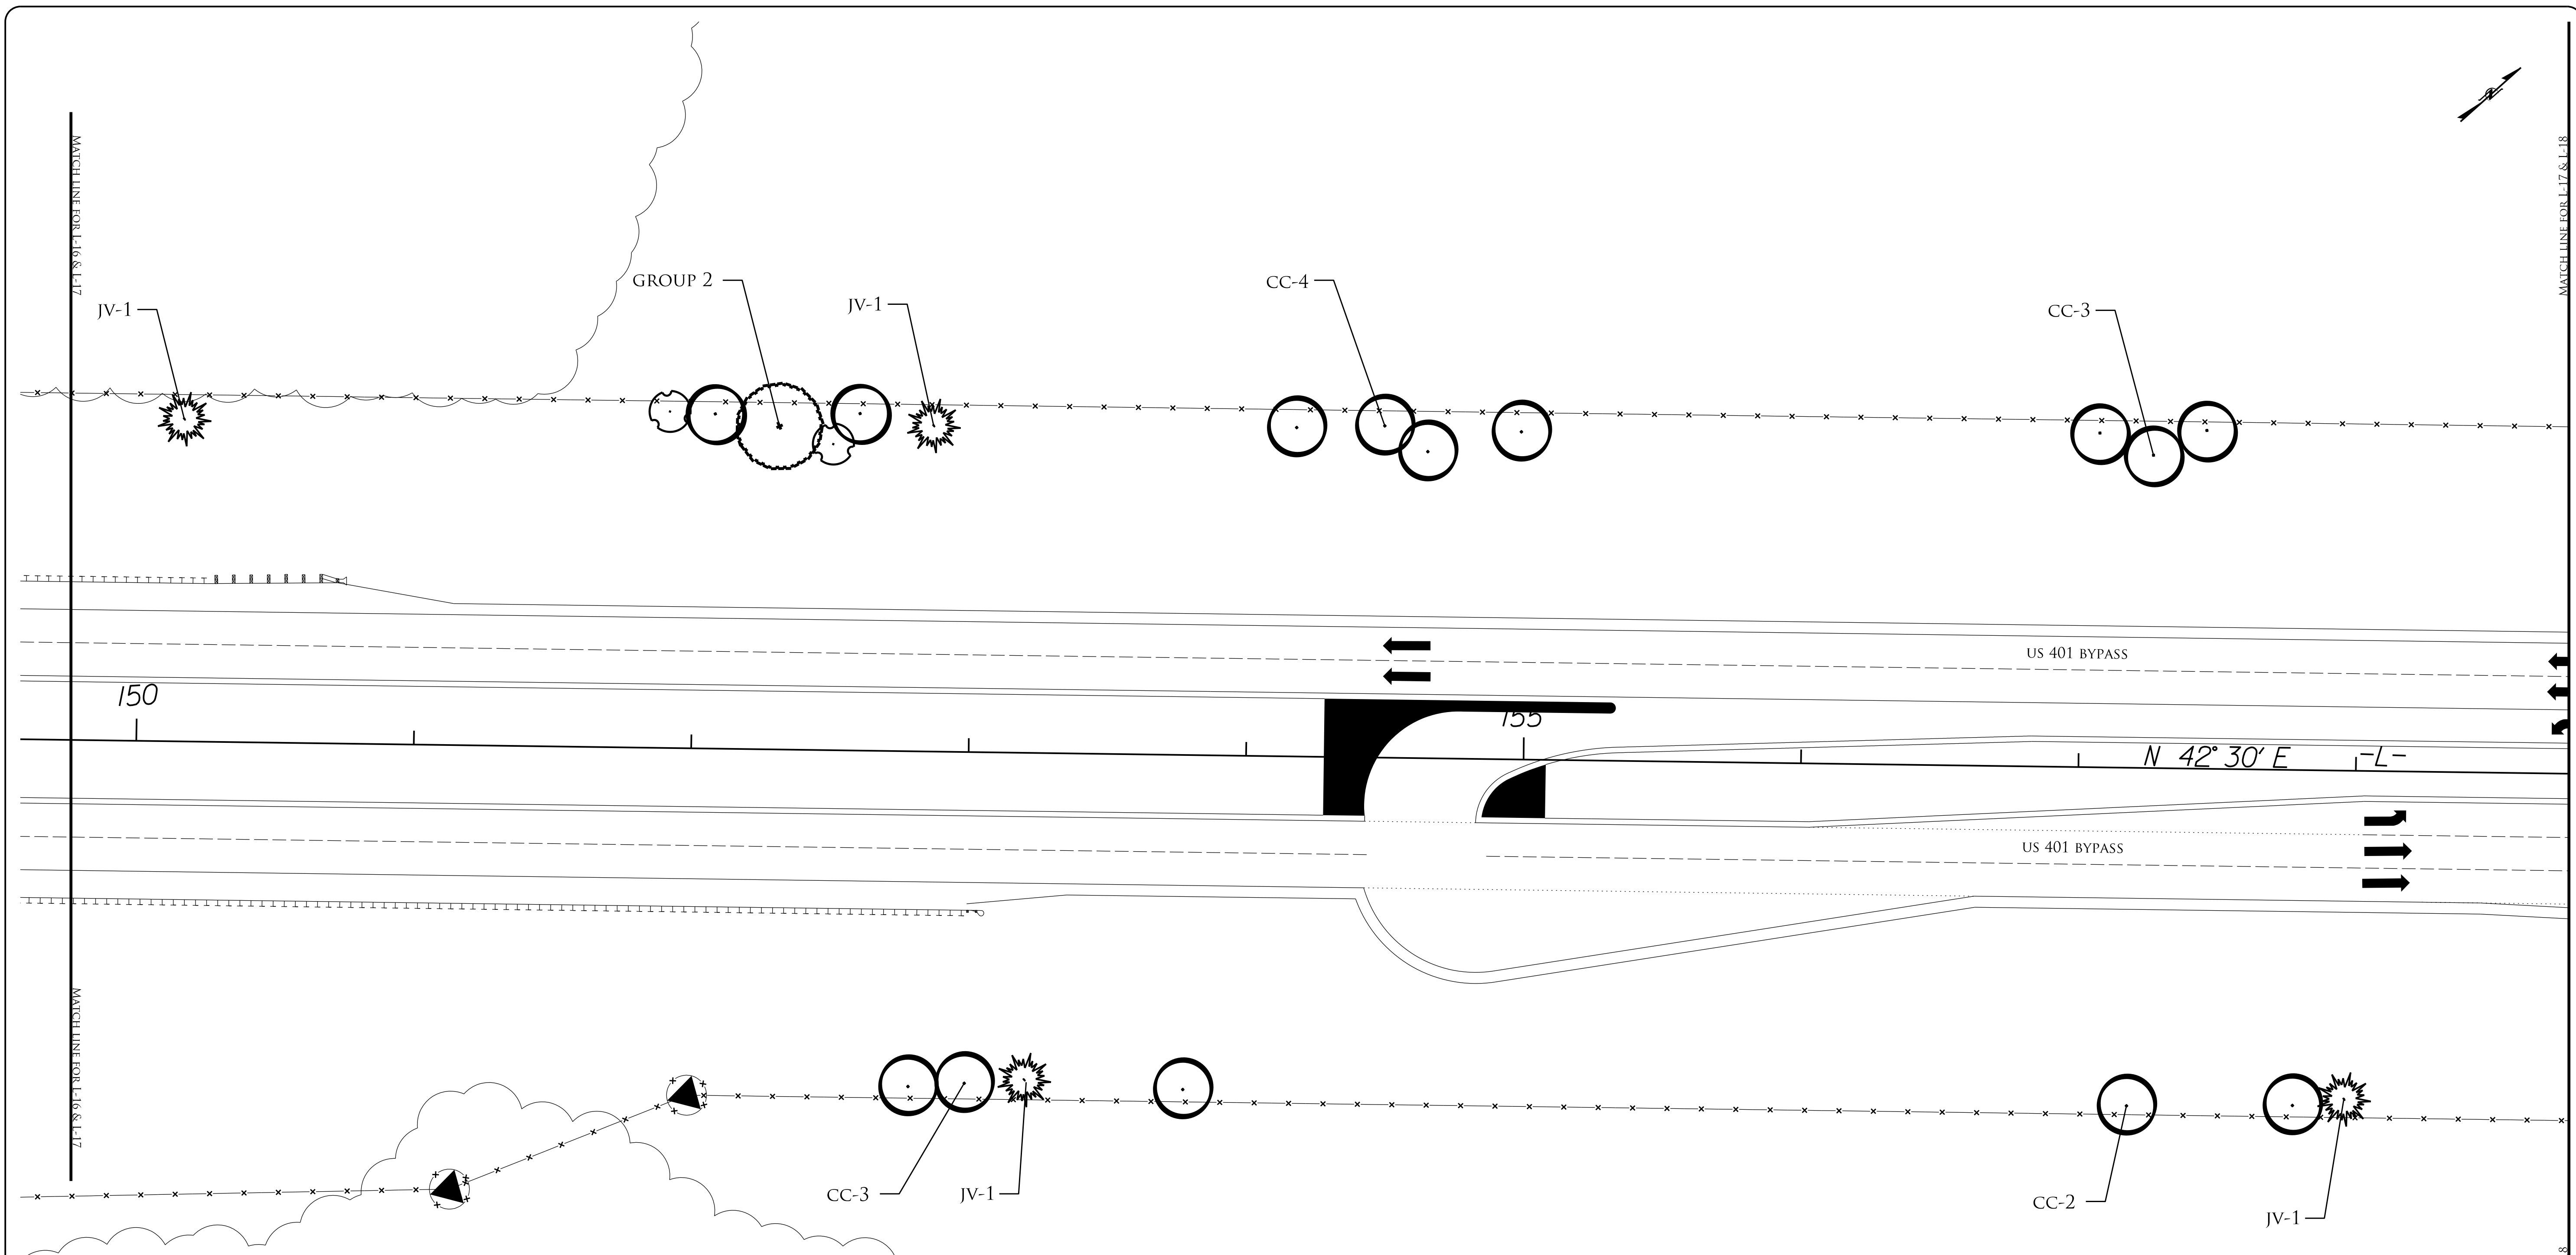 MATCH LINE FOR L-16 & L-17
MATCH LINE FOR L-17 & L-18
N
GROUP 2
JV-1
JV-1
CC-4
CC-3
US 401 BYPASS
150
155
N 42° 30' E
-L-
US 401 BYPASS
MATCH LINE FOR L-16 & L-17
CC-3
JV-1
CC-2
JV-1
8